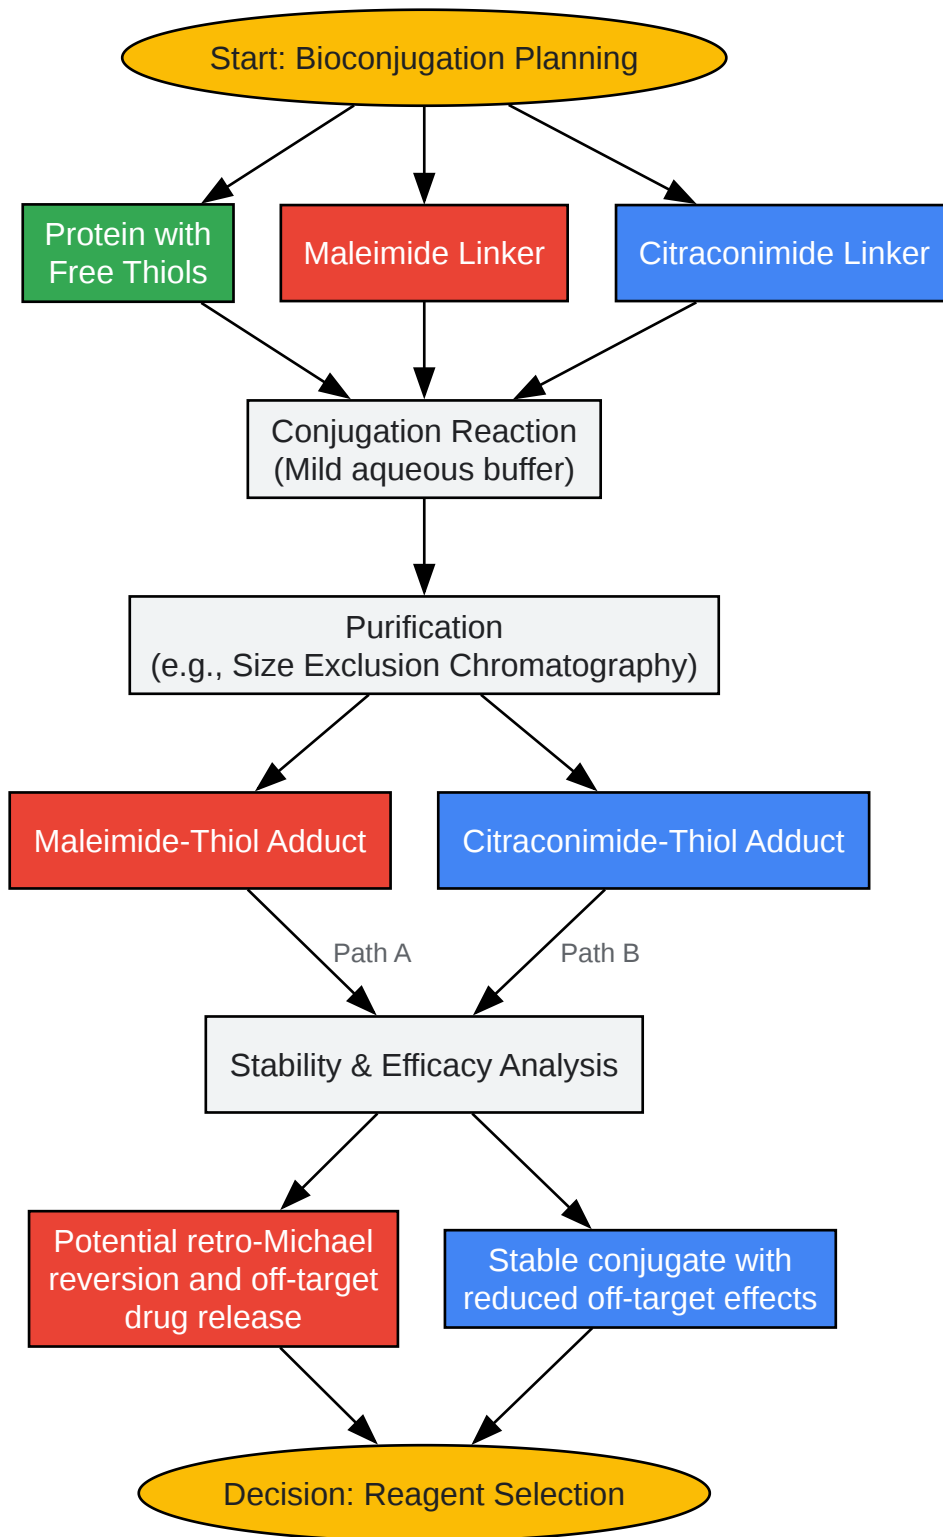 Start: Bioconjugation Planning
Protein with
Free Thiols
Maleimide Linker
Citraconimide Linker
Conjugation Reaction
(Mild aqueous buffer)
Purification
(e.g., Size Exclusion Chromatography)
Maleimide-Thiol Adduct
Citraconimide-Thiol Adduct
Path A
Path B
Stability & Efficacy Analysis
Potential retro-Michael
reversion and off-target
drug release
Stable conjugate with
reduced off-target effects
Decision: Reagent Selection